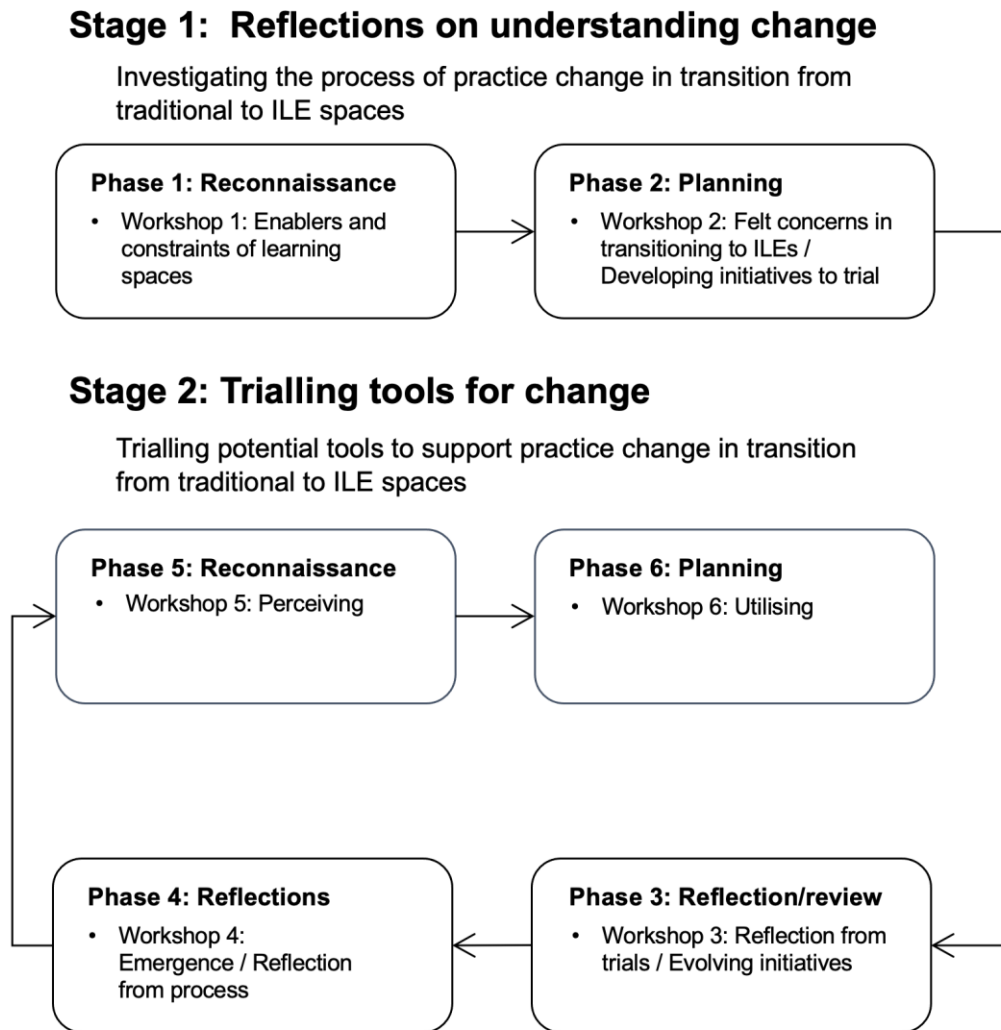 Stage 1:  Reflections on understanding change
Investigating the process of practice change in transition from
traditional to ILE spaces
Phase 1: Reconnaissance
• Workshop 1: Enablers and
constraints of learning
spaces
Phase 2: Planning
• Workshop 2: Felt concerns in
transitioning to ILEs /
Developing initiatives to trial
Stage 2: Trialling tools for change
Trialling potential tools to support practice change in transition
from traditional to ILE spaces
Phase 5: Reconnaissance
• Workshop 5: Perceiving
Phase 6: Planning
• Workshop 6: Utilising
Phase 4: Reflections
• Workshop 4:
Emergence / Reflection
from process
Phase 3: Reflection/review
• Workshop 3: Reflection from
trials / Evolving initiatives